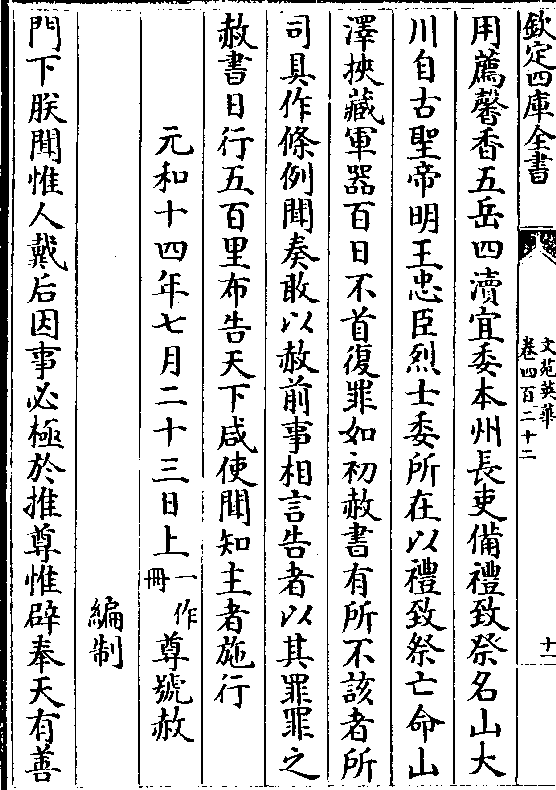 欽定四庫全書
文苑英華
卷四百二十二
十一
用薦馨香五岳四瀆宜委本州長吏備禮致祭名山大
川自古聖帝明王忠臣烈士委所在以禮致祭亡命山
澤挾藏軍器百日不首復罪如初赦書有所不該者所
司具作條例聞奏敢以赦前事相言告者以其罪罪之
赦書日行五百里布告天下咸使聞知主者施行
元和十四年七月二十三日上一作冊尊號赦
編制
門下朕聞惟人戴后因事必極於推尊惟辟奉天有善